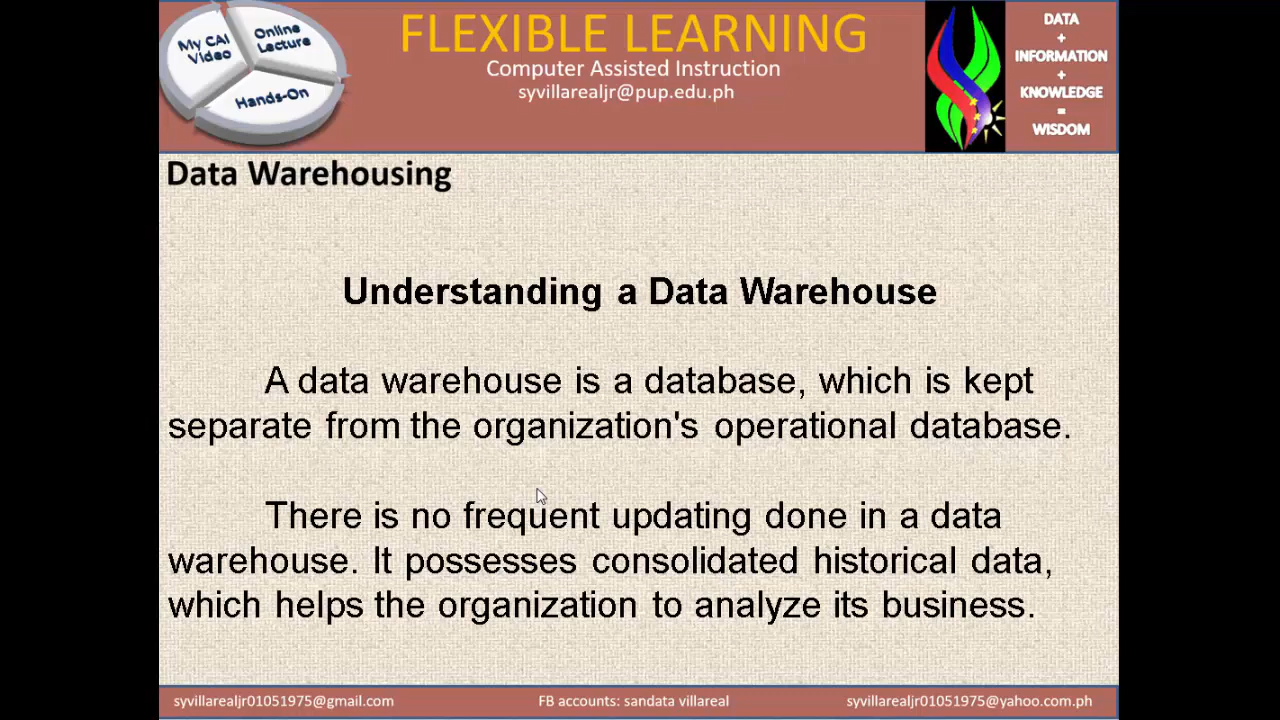 My CAI
Video
Online
Lecture
Hands-On
FLEXIBLE LEARNING
Computer Assisted Instruction
syvillarealjr@pup.edu.ph
DATA
+
INFORMATION
+
KNOWLEDGE
=
WISDOM
Data Warehousing
Understanding a Data Warehouse
A data warehouse is a database, which is kept
separate from the organization's operational database.
There is no frequent updating done in a data
warehouse. It possesses consolidated historical data,
which helps the organization to analyze its business.
syvillarealjr01051975@gmail.com
FB accounts: sandata villareal
syvillarealjr01051975@yahoo.com.ph